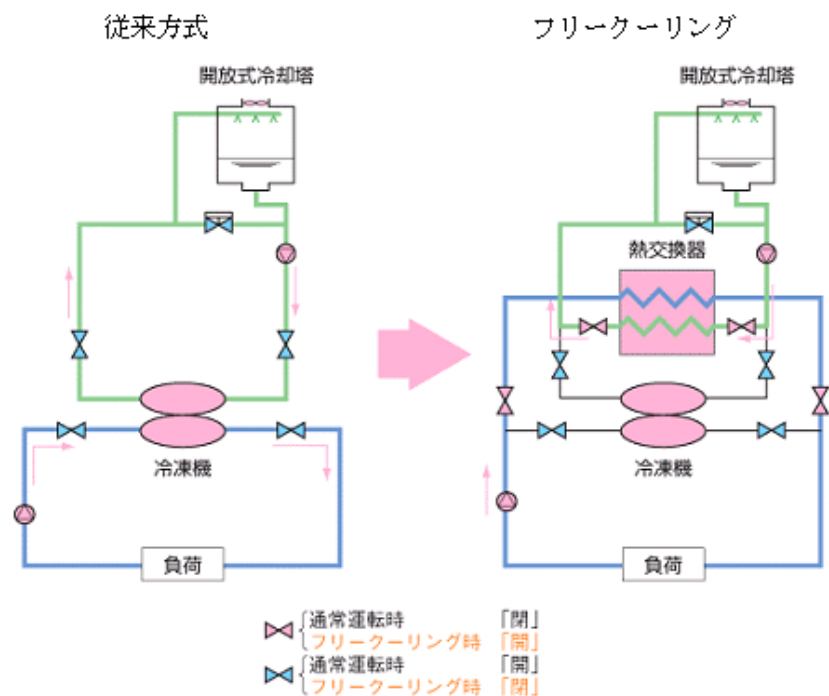 従来方式
フリークーリング
開放式冷却塔
開放式冷却塔
熱交換器
冷凍機
冷凍機
負荷
負荷
通常運転時 「閉」
フリークーリング時 「開」
通常運転時 「開」
フリークーリング時 「閉」